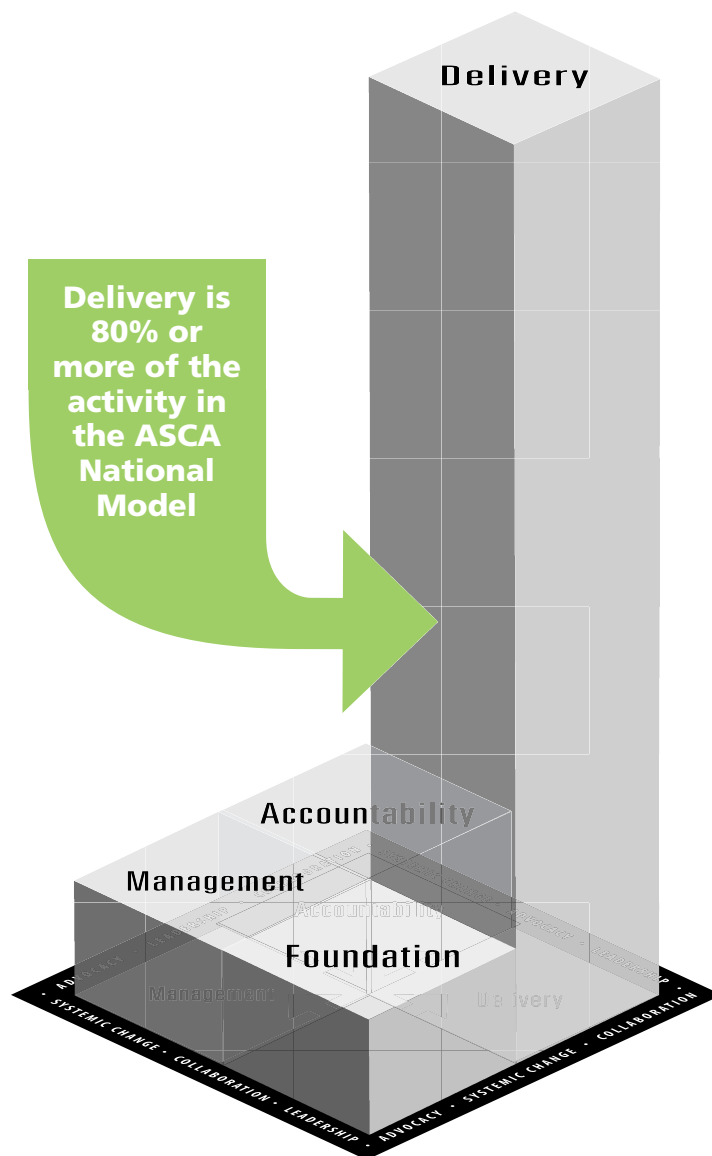 Delivery
Delivery is
80% or
more of the
activity in
the ASCA
National
Model
Accountability
Management
Accountability
Foundation
Management
Delivery
• SYSTEMIC CHANGE • COLLABORATION • LEADERSHIP •
ADVOCACY • SYSTEMIC CHANGE • COLLABORATION